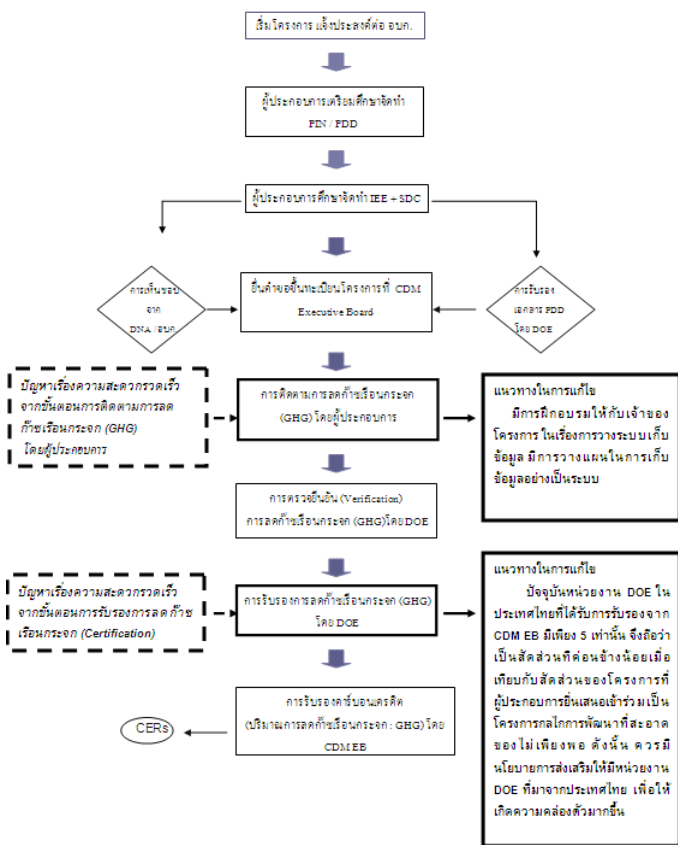 เริ่มโครงการ แจ้งประสงค์ต่อ อบก.
ผู้ประกอบการเตรียมศึกษาจัดทำ
PIN / PDD
ผู้ประกอบการศึกษาจัดทำ IEE + SDC
การเห็นชอบ
จาก
DNA / อบก.
ยื่นคำขอขึ้นทะเบียนโครงการที่ CDM
Executive Board
การรับรอง
เอกสาร PDD
โดย DOE
ปัญหาเรื่องความสะดวกรวดเร็ว
จากขั้นตอนการติดตามการลด
ก๊าซเรือนกระจก (GHG)
โดยผู้ประกอบการ
การติดตามการลดก๊าซเรือนกระจก
(GHG) โดยผู้ประกอบการ
แนวทางในการแก้ไข
มีการฝึกอบรมให้กับเจ้าของ
โครงการ ในเรื่องการวางระบบเก็บ
ข้อมูล มีการวางแผนในการเก็บ
ข้อมูลอย่างเป็นระบบ
การตรวจยืนยัน (Verification)
การลดก๊าซเรือนกระจก (GHG)โดย DOE
ปัญหาเรื่องความสะดวกรวดเร็ว
จากขั้นตอนการรับรองการลด ก๊าซ
เรือนกระจก (Certification)
การรับรองการลดก๊าซเรือนกระจก (GHG)
โดย DOE
แนวทางในการแก้ไข
ปัจจุบันหน่วยงาน DOE ใน
ประเทศไทยที่ได้รับการรับรองจาก
CDM EB มีเพียง 5 เท่านั้น จึงถือว่า
เป็นสัดส่วนที่ค่อนข้างน้อยเมื่อ
เทียบกับสัดส่วนของโครงการที่
ผู้ประกอบการยื่นเสนอเข้าร่วมเป็น
โครงการกลไกการพัฒนาที่สะอาด
ของไม่เพียงพอ ดังนั้น ควรมี
นโยบายการส่งเสริมให้มีหน่วยงาน
DOE ที่มาจากประเทศไทย เพื่อให้
เกิดความคล่องตัวมากขึ้น
การรับรองคาร์บอนเครดิต
(ปริมาณการลดก๊าซเรือนกระจก : GHG) โดย
CDM EB
CERs